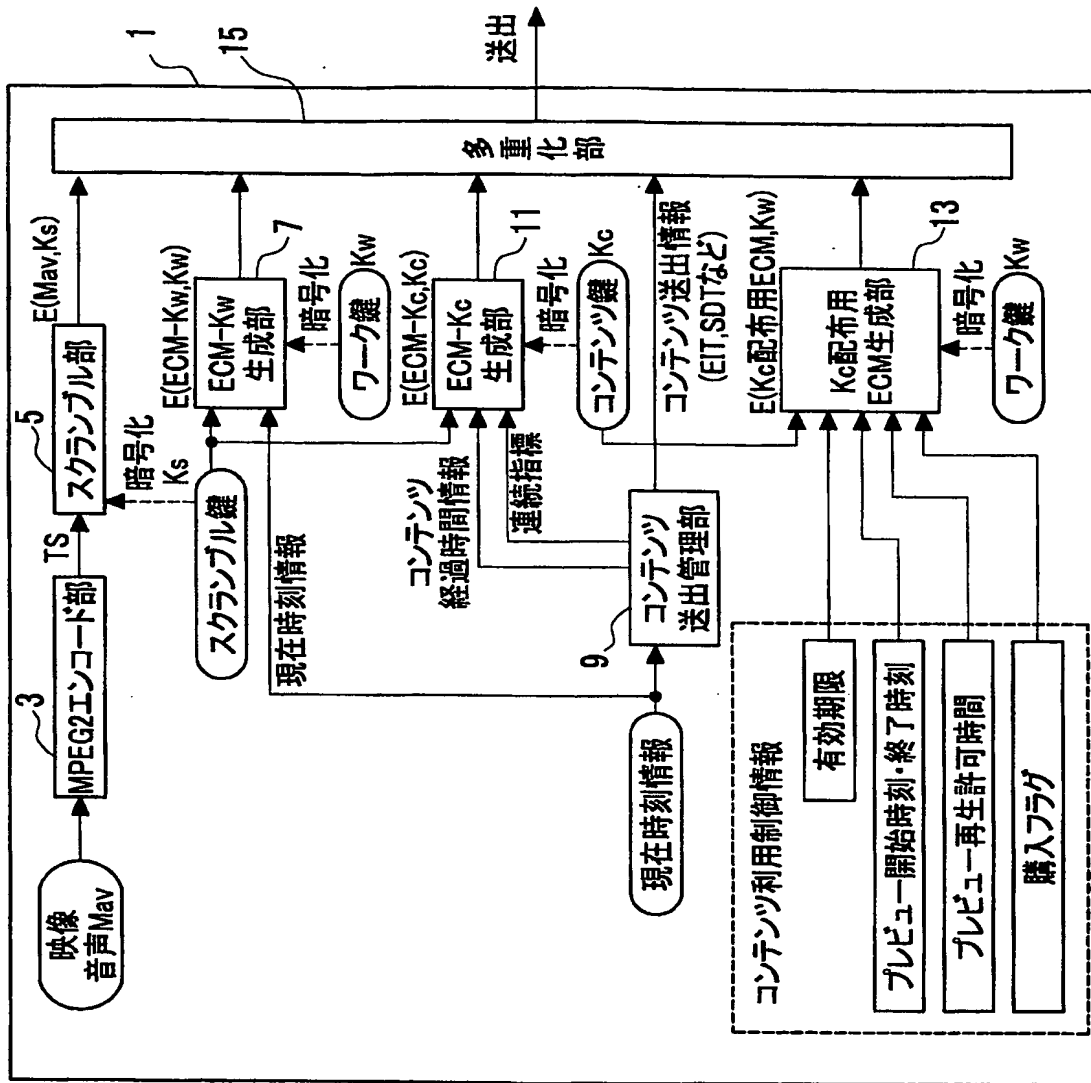 1
映像
音声Mav
3
MPEG2エンコード部
TS
5
スクランブル部
E(Mav,Ks)
暗号化
Ks
スクランブル鍵
現在時刻情報
E(ECM-Kw,Kw)
7
ECM-Kw
生成部
暗号化
ワーク鍵
Kw
コンテンツ
経過時間情報
連続指標
E(ECM-Kc,Kc)
11
ECM-Kc
生成部
暗号化
コンテンツ鍵
Kc
現在時刻情報
9
コンテンツ
送出管理部
コンテンツ送出情報
(EIT,SDTなど)
E(Kc配布用ECM,Kw)
13
Kc配布用
ECM生成部
暗号化
ワーク鍵
Kw
コンテンツ利用制御情報
有効期限
プレビュー開始時刻・終了時刻
プレビュー再生許可時間
購入フラグ
多重化部
15
送出